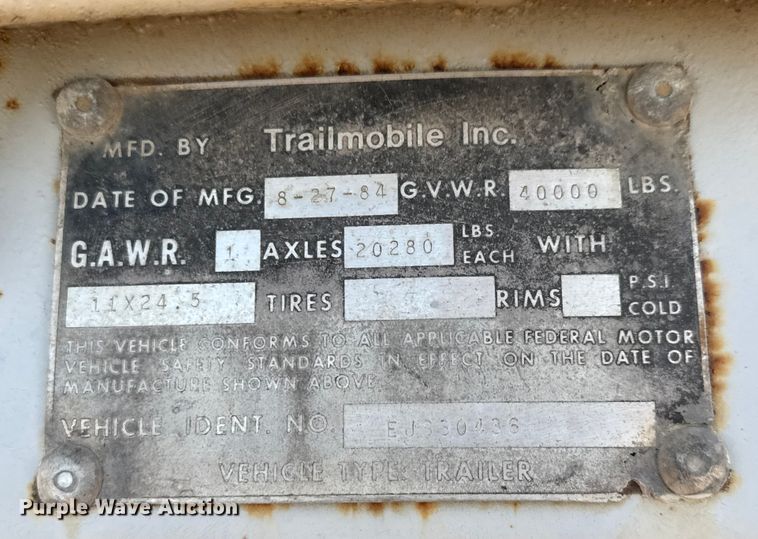 MFD. BY Trailmobile Inc.
DATE OF MFG. 8-27-84 G.V.W.R. 40000 LBS.
G.A.W.R. 1 AXLES 20280 LBS EACH WITH
11X24.5 TIRES RIMS P.S.I COLD
THIS VEHICLE CONFORMS TO ALL APPLICABLE FEDERAL MOTOR
VEHICLE SAFETY STANDARDS IN EFFECT ON THE DATE OF
MANUFACTURE SHOWN ABOVE.
VEHICLE IDENT. NO.
VEHICLE TYPE: TRAILER
Purple Wave Auction